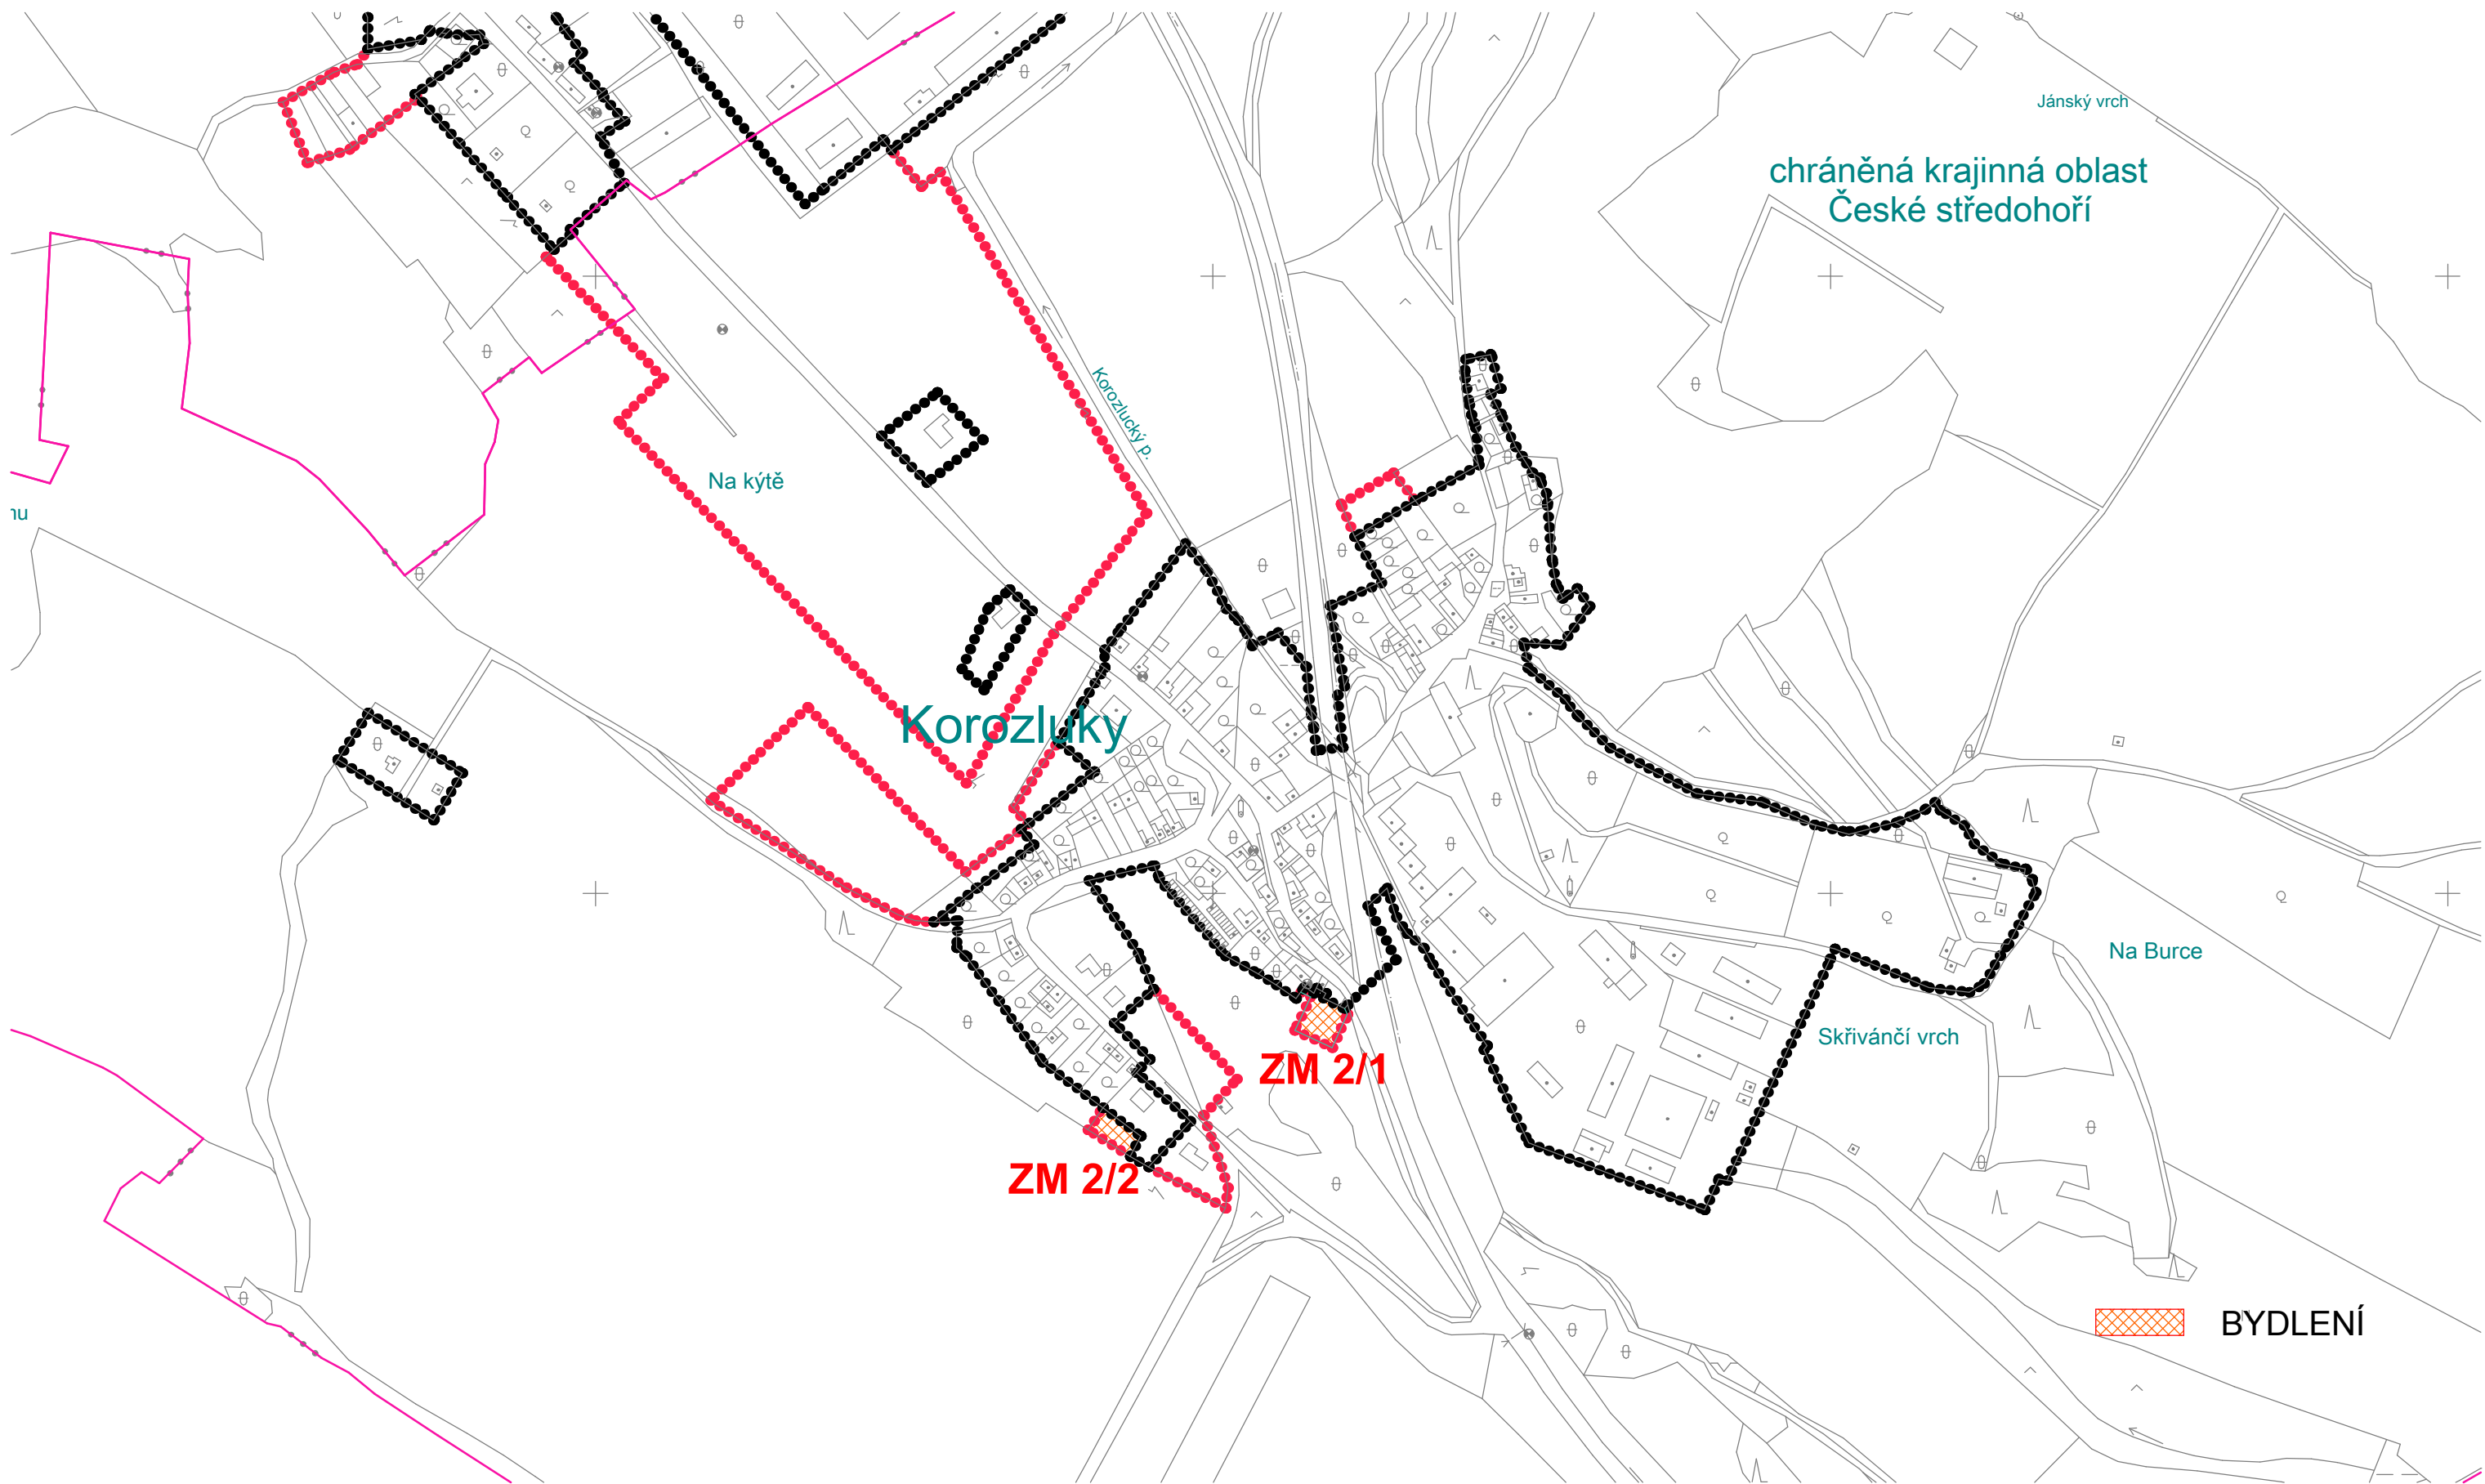 Jánský vrch
chráněná krajinná oblast
České středohoří
Korozlucký p.
Na kýtě
Korozluky
Na Burce
Skřivánčí vrch
ZM 2/1
ZM 2/2
BYDLENÍ